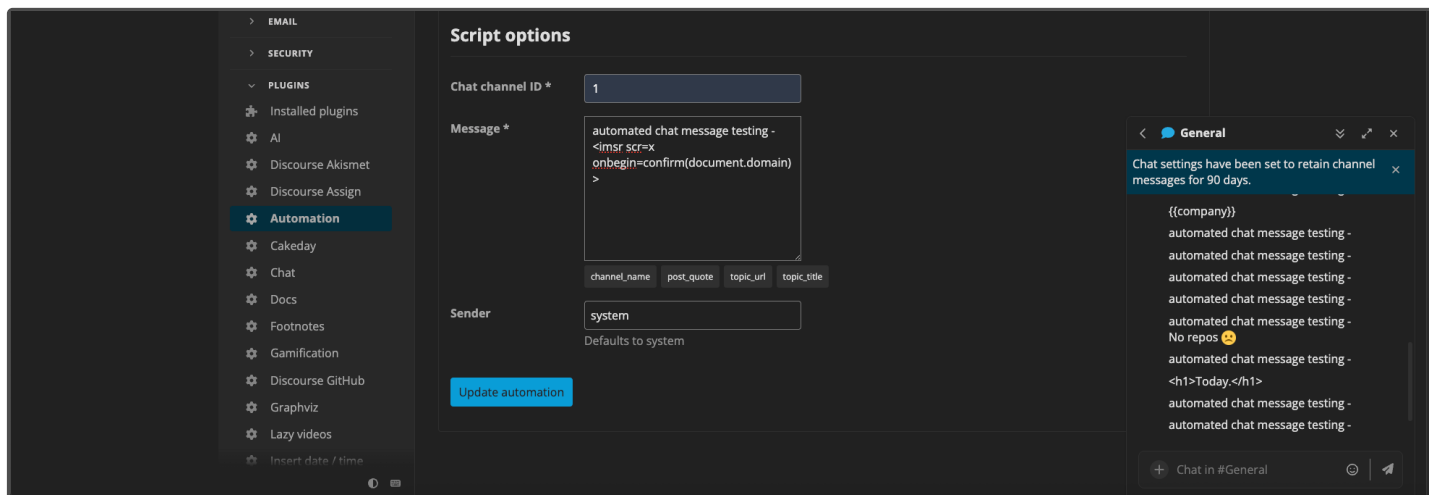 EMAIL
SECURITY
PLUGINS
Installed plugins
AI
Discourse Akismet
Discourse Assign
Automation
Cakeday
Chat
Docs
Footnotes
Gamification
Discourse GitHub
Graphviz
Lazy videos
Insert date / time
Script options
Chat channel ID *
1
Message *
automated chat message testing -
<imsr scr=x
onbegin=confirm(document.domain)
>
channel_name post_quote topic_url topic_title
Sender
system
Defaults to system
Update automation
General
Chat settings have been set to retain channel
messages for 90 days.
{{company}}
automated chat message testing -
automated chat message testing -
automated chat message testing -
automated chat message testing -
automated chat message testing -
No repos 🙁
automated chat message testing -
<h1>Today.</h1>
automated chat message testing -
automated chat message testing -
Chat in #General